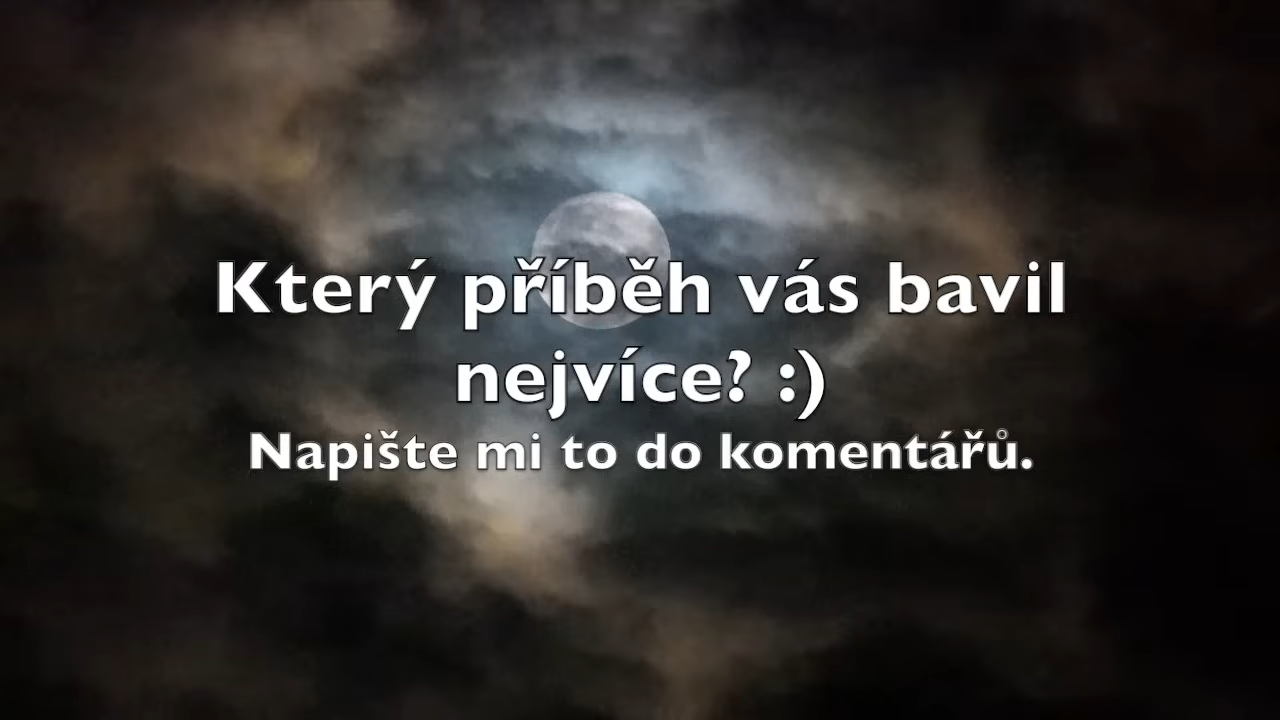 Který příběh vás bavil
nejvíce? :)
Napište mi to do komentářů.